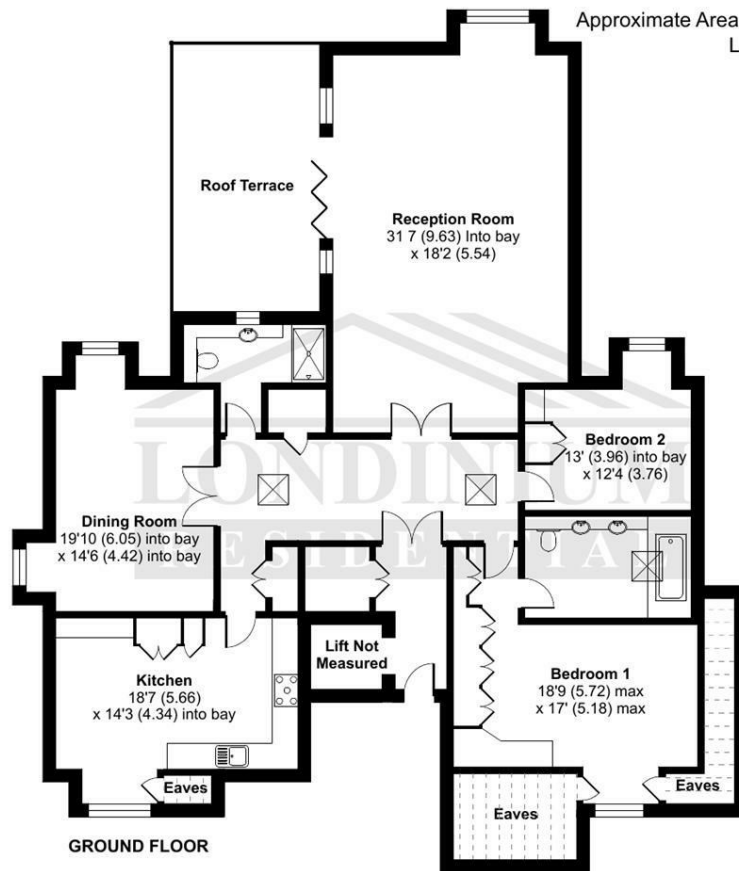 Approximate Area
L
Roof Terrace
Reception Room
31 7 (9.63) Into bay
x 18'2 (5.54)
Bedroom 2
13' (3.96) into bay
x 12'4 (3.76)
LONDINIUM
RESIDENTIAL
Dining Room
19'10 (6.05) into bay
x 14'6 (4.42) into bay
Lift Not
Measured
Kitchen
18'7 (5.66)
x 14'3 (4.34) into bay
Bedroom 1
18'9 (5.72) max
x 17' (5.18) max
Eaves
Eaves
Eaves
GROUND FLOOR